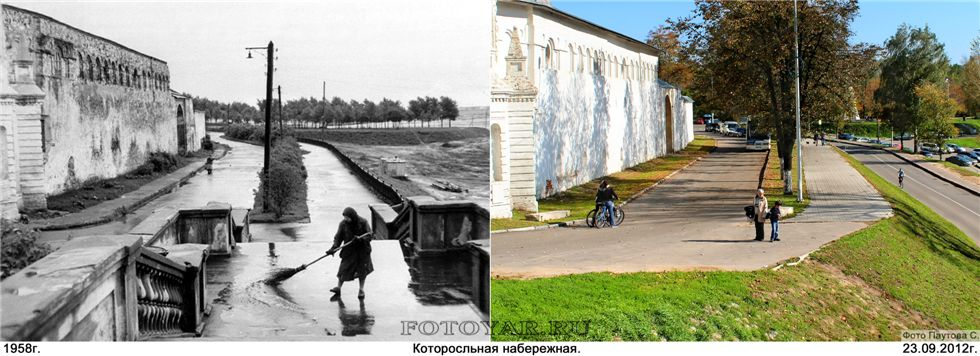 FOTOYAR.RU
Фото Паутова С.
1958г.
Которосльная набережная.
23.09.2012г.